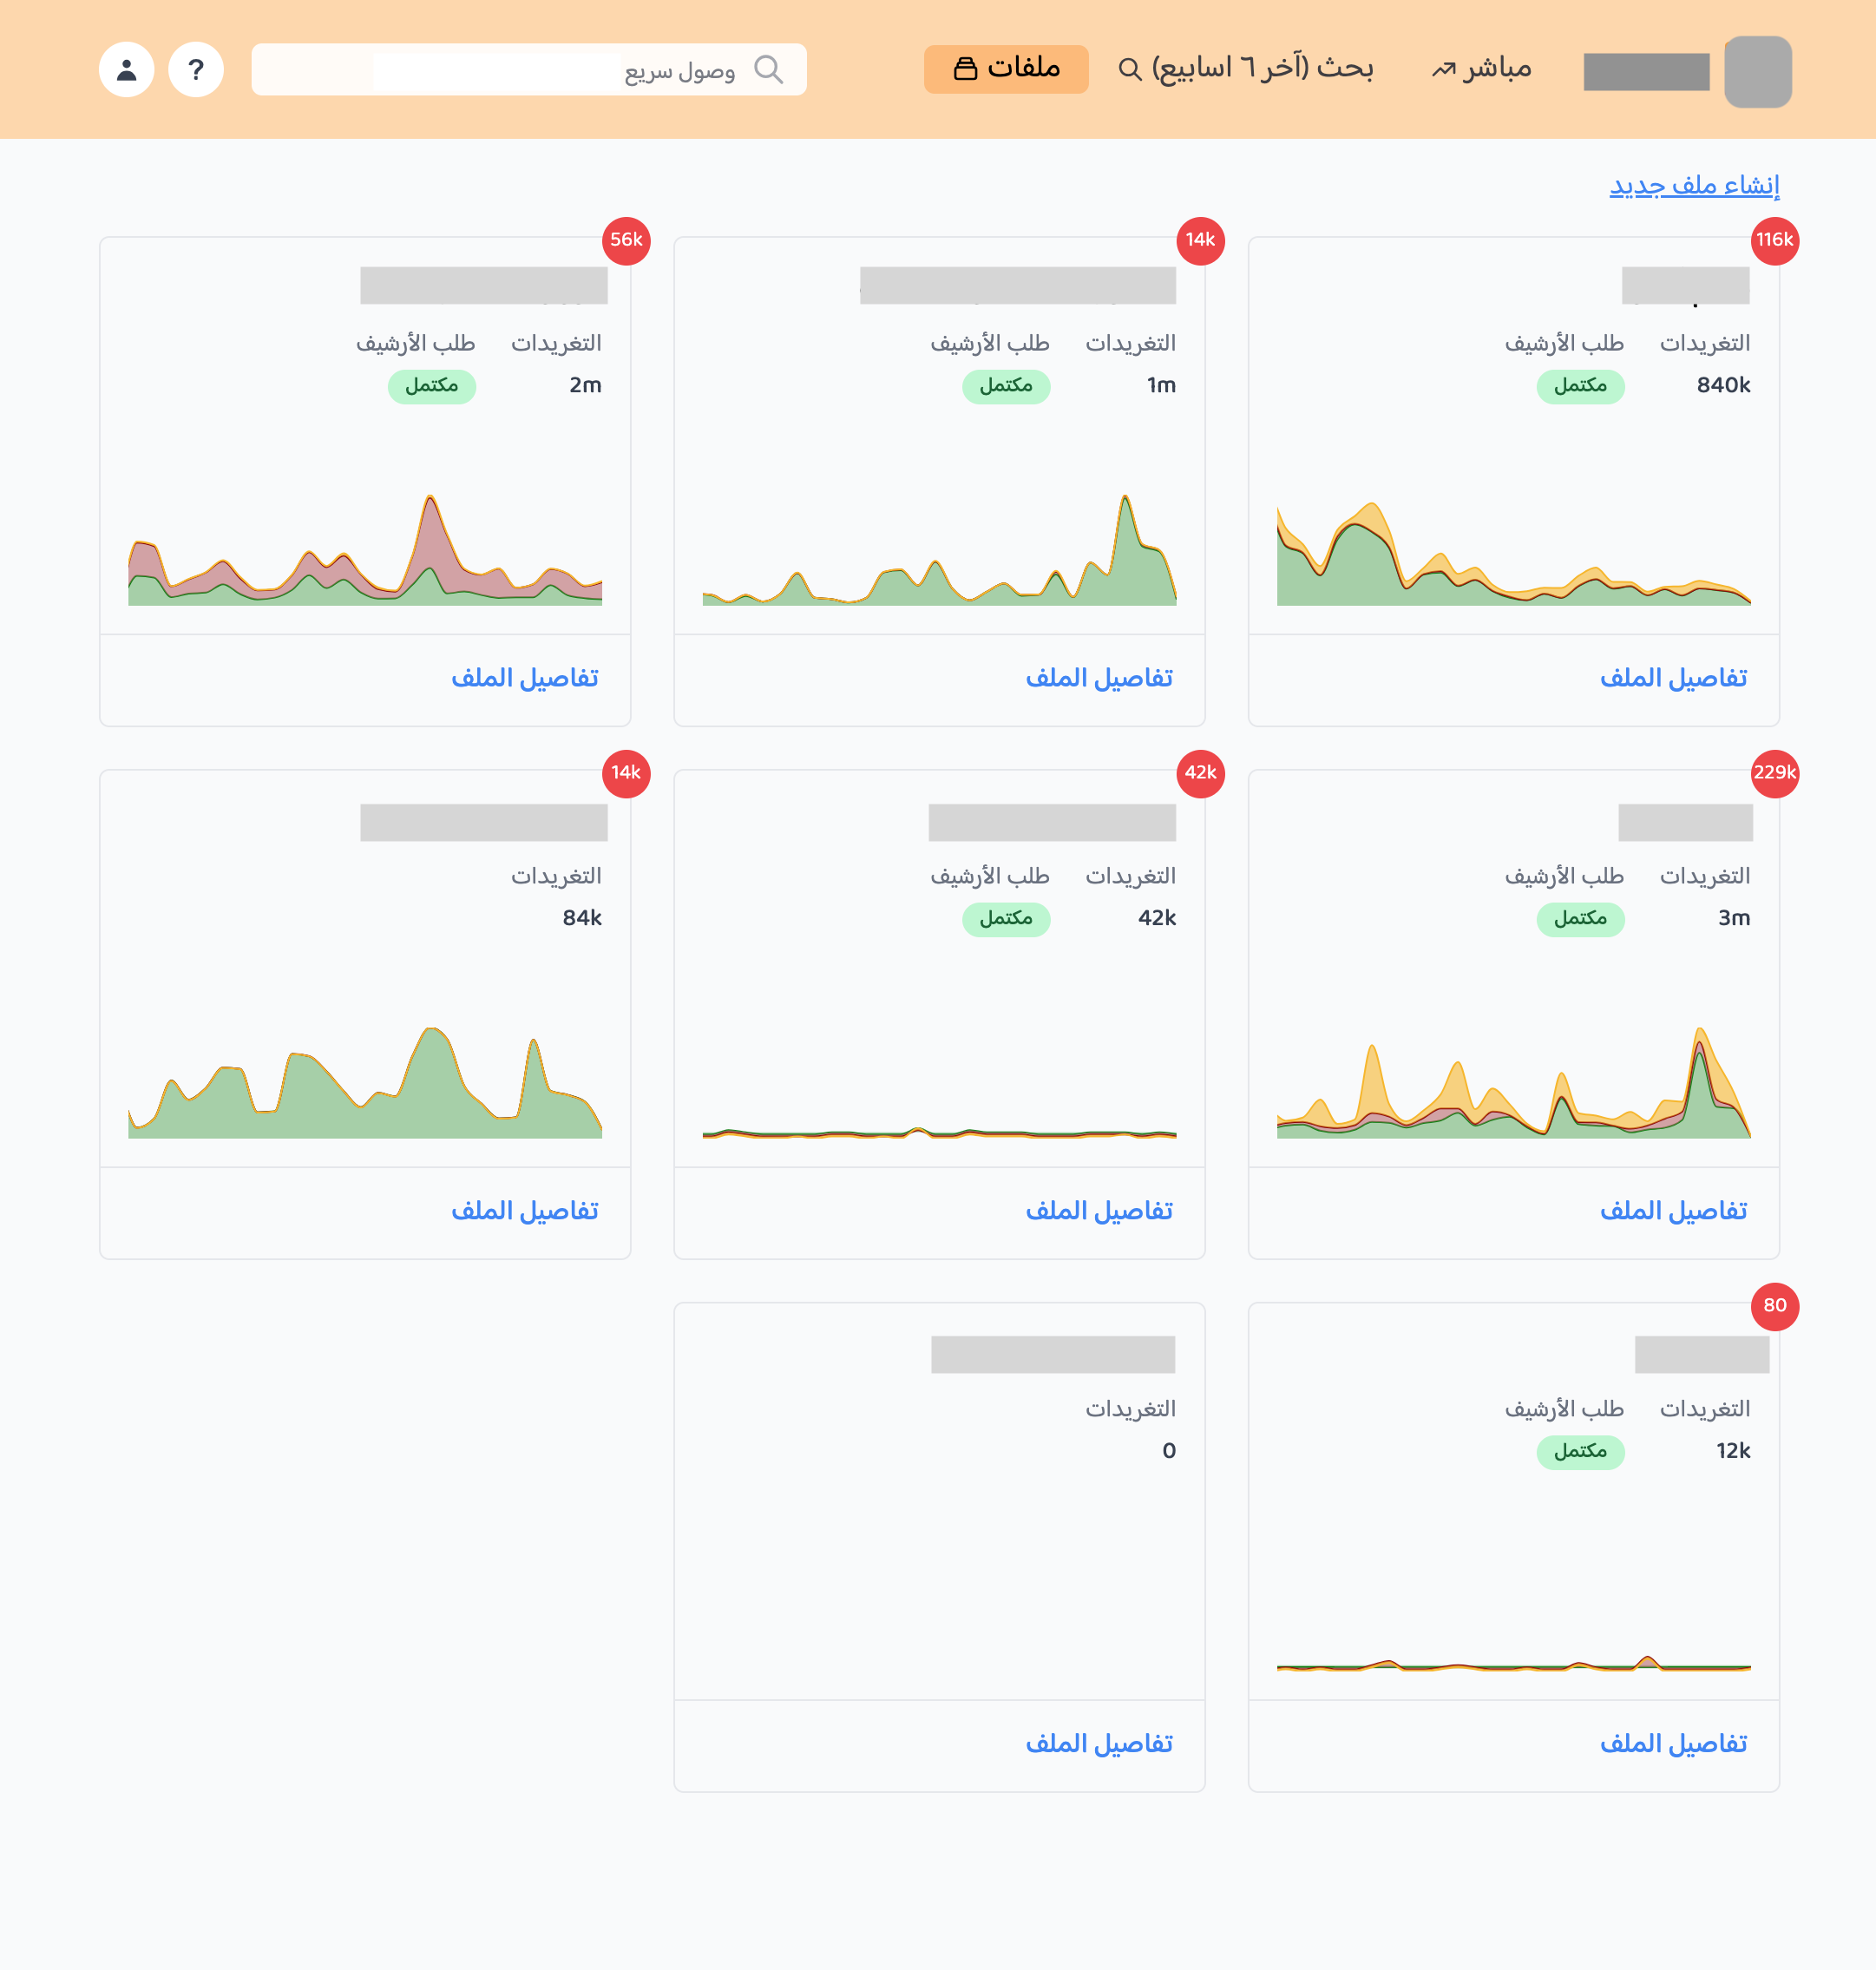 مباشر
بحث (آخر ٦ اسابيع)
ملفات
وصول سريع
?
إنشاء ملف جديد
116k
التغريدات طلب الأرشيف
840k مكتمل
تفاصيل الملف
14k
التغريدات طلب الأرشيف
1m مكتمل
تفاصيل الملف
56k
التغريدات طلب الأرشيف
2m مكتمل
تفاصيل الملف
229k
التغريدات طلب الأرشيف
3m مكتمل
تفاصيل الملف
42k
التغريدات طلب الأرشيف
42k مكتمل
تفاصيل الملف
14k
التغريدات
84k
تفاصيل الملف
80
التغريدات طلب الأرشيف
12k مكتمل
تفاصيل الملف
التغريدات
0
تفاصيل الملف